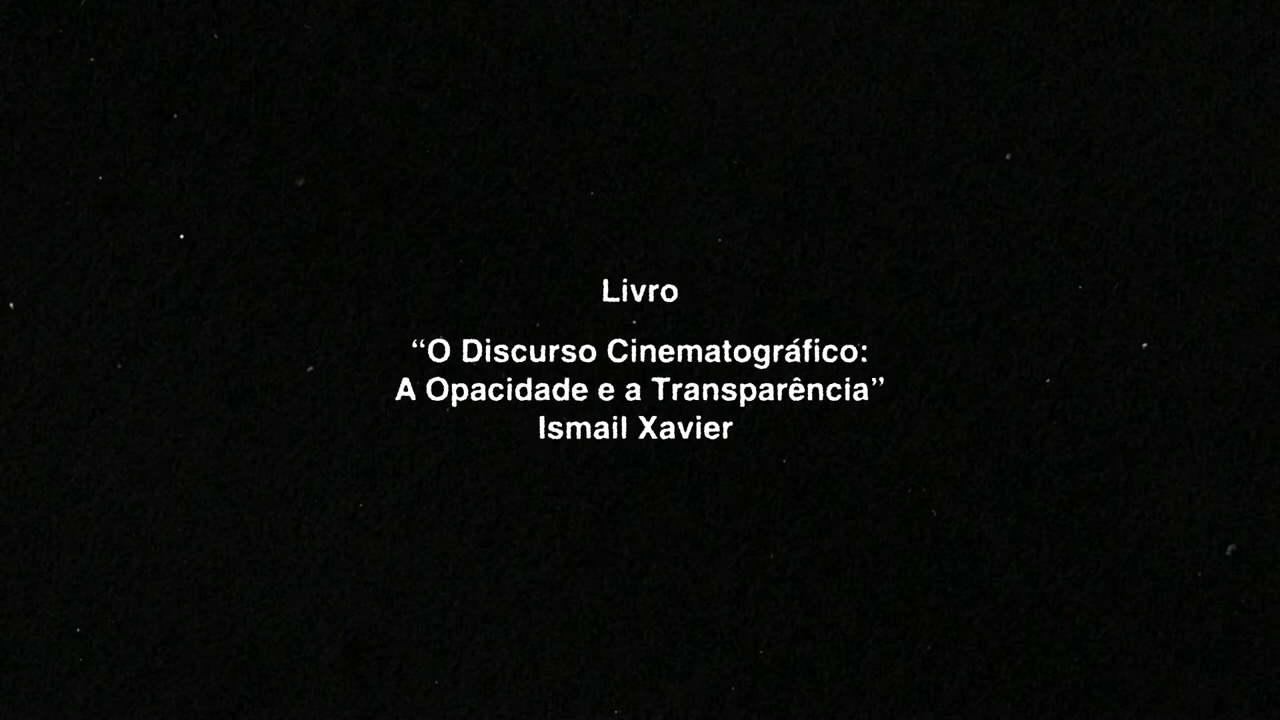 Livro
“O Discurso Cinematográfico:
A Opacidade e a Transparência”
Ismail Xavier